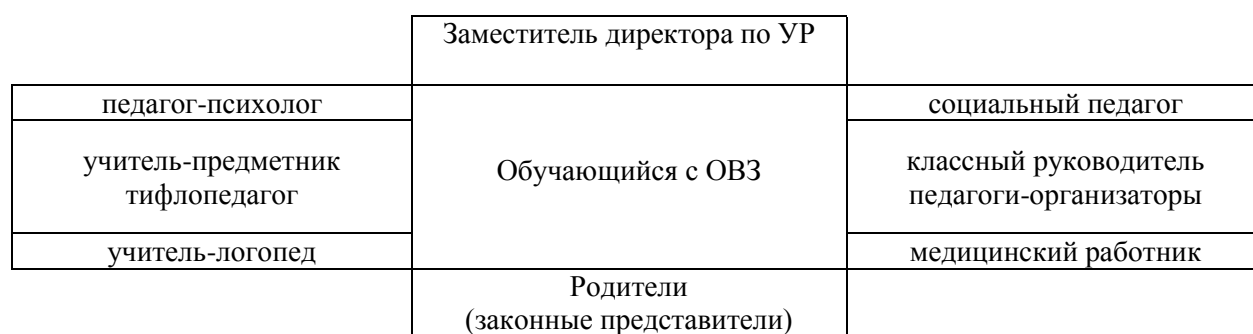 Заместитель директора по УР
педагог-психолог
социальный педагог
учитель-предметник
тифлопедагог
Обучающийся с ОВЗ
классный руководитель
педагоги-организаторы
учитель-логопед
медицинский работник
Родители
(законные представители)